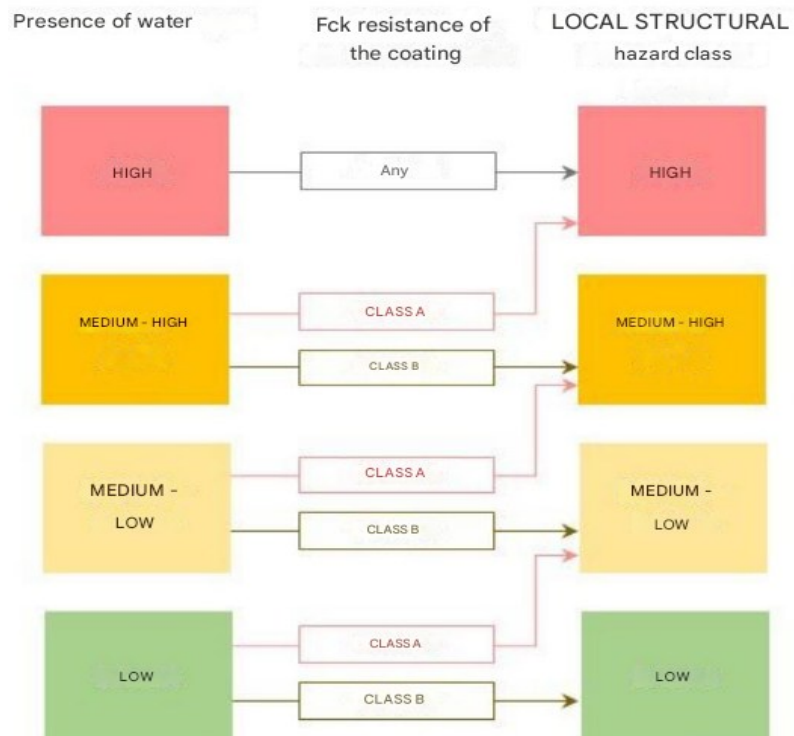 Presence of water
Fck resistance of
the coating
LOCAL STRUCTURAL
hazard class
HIGH
Any
HIGH
MEDIUM - HIGH
CLASS A
CLASS B
MEDIUM - HIGH
MEDIUM -
LOW
CLASS A
CLASS B
MEDIUM -
LOW
LOW
CLASS A
CLASS B
LOW